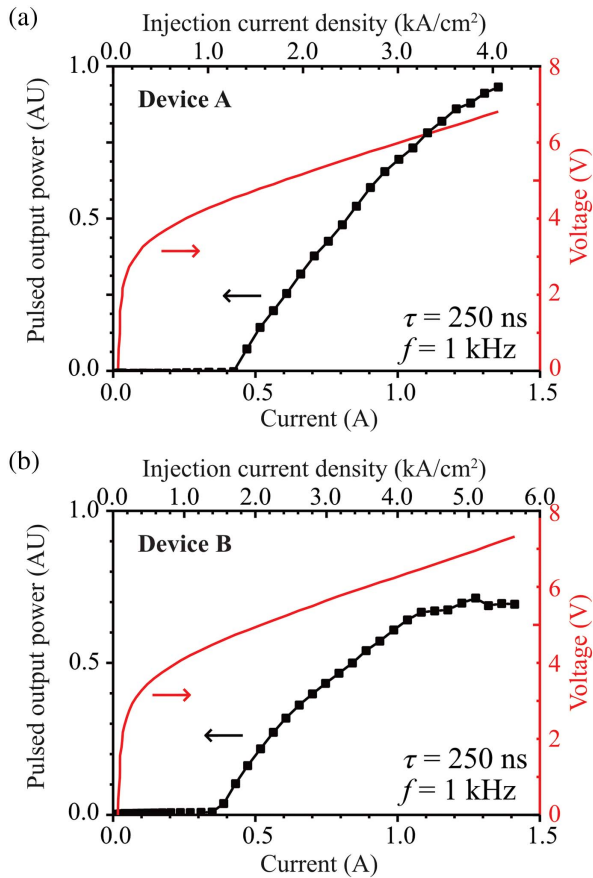 (a)
Injection current density (kA/cm²)
0.0 0.8 1.6 2.4 3.2 4.0
1.0
0.5
0.0
Pulsed output power (AU)
Device A
8
6
4
2
0
Voltage (V)
τ = 250 ns
f = 1 kHz
0.0 0.5 1.0 1.5
Current (A)
(b)
Injection current density (kA/cm²)
0.0 1.0 2.0 3.0 4.0 5.0 6.0
1.0
0.5
0.0
Pulsed output power (AU)
Device B
8
6
4
2
0
Voltage (V)
τ = 250 ns
f = 1 kHz
0.0 0.5 1.0 1.5
Current (A)